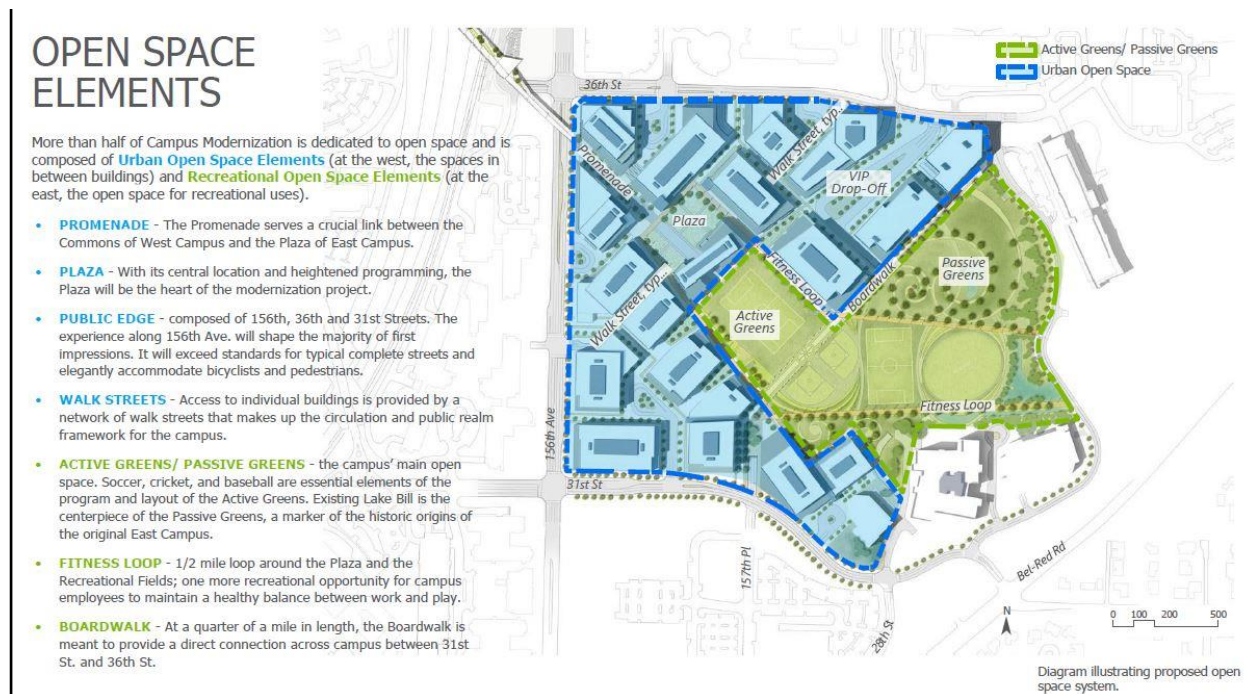 OPEN SPACE
ELEMENTS
More than half of Campus Modernization is dedicated to open space and is
composed of Urban Open Space Elements (at the west, the spaces in
between buildings) and Recreational Open Space Elements (at the
east, the open space for recreational uses).
• PROMENADE - The Promenade serves a crucial link between the
Commons of West Campus and the Plaza of East Campus.
• PLAZA - With its central location and heightened programming, the
Plaza will be the heart of the modernization project.
• PUBLIC EDGE - composed of 156th, 36th and 31st Streets. The
experience along 156th Ave. will shape the majority of first
impressions. It will exceed standards for typical complete streets and
elegantly accommodate bicyclists and pedestrians.
• WALK STREETS - Access to individual buildings is provided by a
network of walk streets that makes up the circulation and public realm
framework for the campus.
• ACTIVE GREENS/ PASSIVE GREENS - the campus' main open
space. Soccer, cricket, and baseball are essential elements of the
program and layout of the Active Greens. Existing Lake Bill is the
centerpiece of the Passive Greens, a marker of the historic origins of
the original East Campus.
• FITNESS LOOP - 1/2 mile loop around the Plaza and the
Recreational Fields; one more recreational opportunity for campus
employees to maintain a healthy balance between work and play.
• BOARDWALK - At a quarter of a mile in length, the Boardwalk is
meant to provide a direct connection across campus between 31st
St. and 36th St.
Active Greens/ Passive Greens
Urban Open Space
36th St
Promenade
Walk Street, typ...
VIP
Drop-Off
Plaza
Passive
Greens
Fitness Loop
Boardwalk
Walk Street, typ...
Active
Greens
Fitness Loop
156th Ave
31st St
157th Pl
28th St
Bel-Red Rd
N
0 100 200 500
Diagram illustrating proposed open
space system.